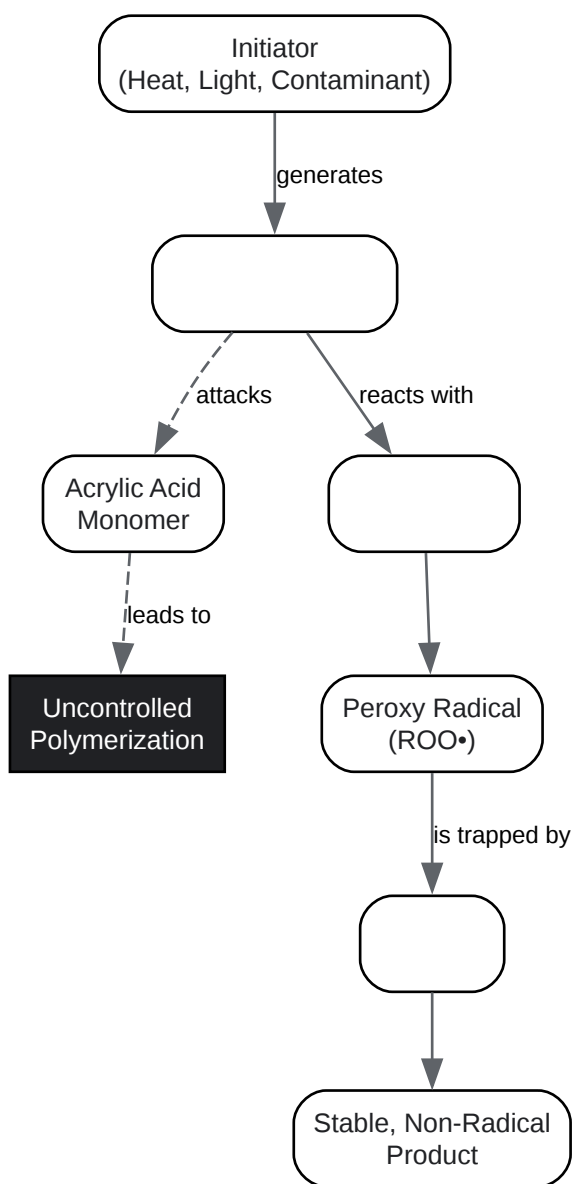 Initiator
(Heat, Light, Contaminant)
generates
attacks
reacts with
Acrylic Acid
Monomer
leads to
Uncontrolled
Polymerization
Peroxy Radical
(ROO•)
is trapped by
Stable, Non-Radical
Product